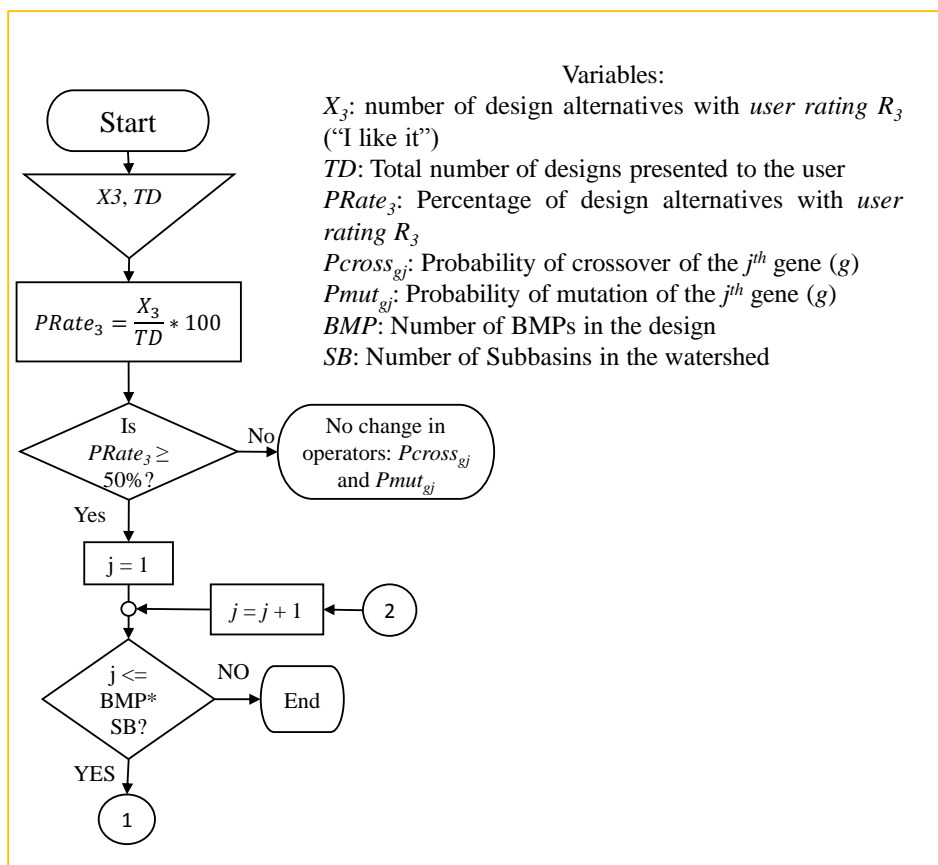 Variables:
X3: number of design alternatives with user rating R3
(“I like it”)
TD: Total number of designs presented to the user
PRate3: Percentage of design alternatives with user
rating R3
Pcrossgj: Probability of crossover of the jth gene (g)
Pmutgj: Probability of mutation of the jth gene (g)
BMP: Number of BMPs in the design
SB: Number of Subbasins in the watershed
Start
X3, TD
PRate3 = X3/TD * 100
Is
PRate3 ≥
50%?
No
No change in
operators: Pcrossgj
and Pmutgj
Yes
j = 1
j = j + 1
2
j <=
BMP*
SB?
NO
End
YES
1